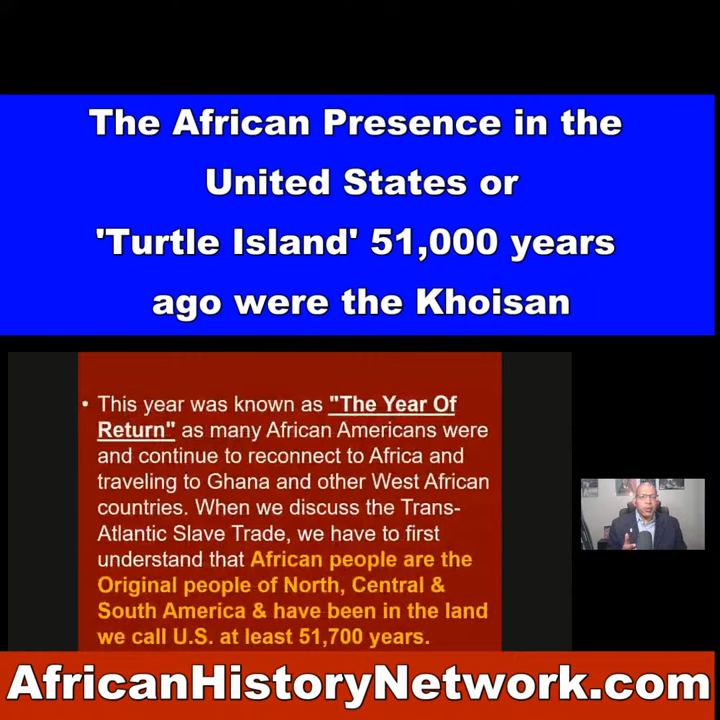 The African Presence in the
United States or
'Turtle Island' 51,000 years
ago were the Khoisan
• This year was known as "The Year Of
Return" as many African Americans were
and continue to reconnect to Africa and
traveling to Ghana and other West African
countries. When we discuss the Trans-
Atlantic Slave Trade, we have to first
understand that African people are the
Original people of North, Central &
South America & have been in the land
we call U.S. at least 51,700 years.
AfricanHistoryNetwork.com